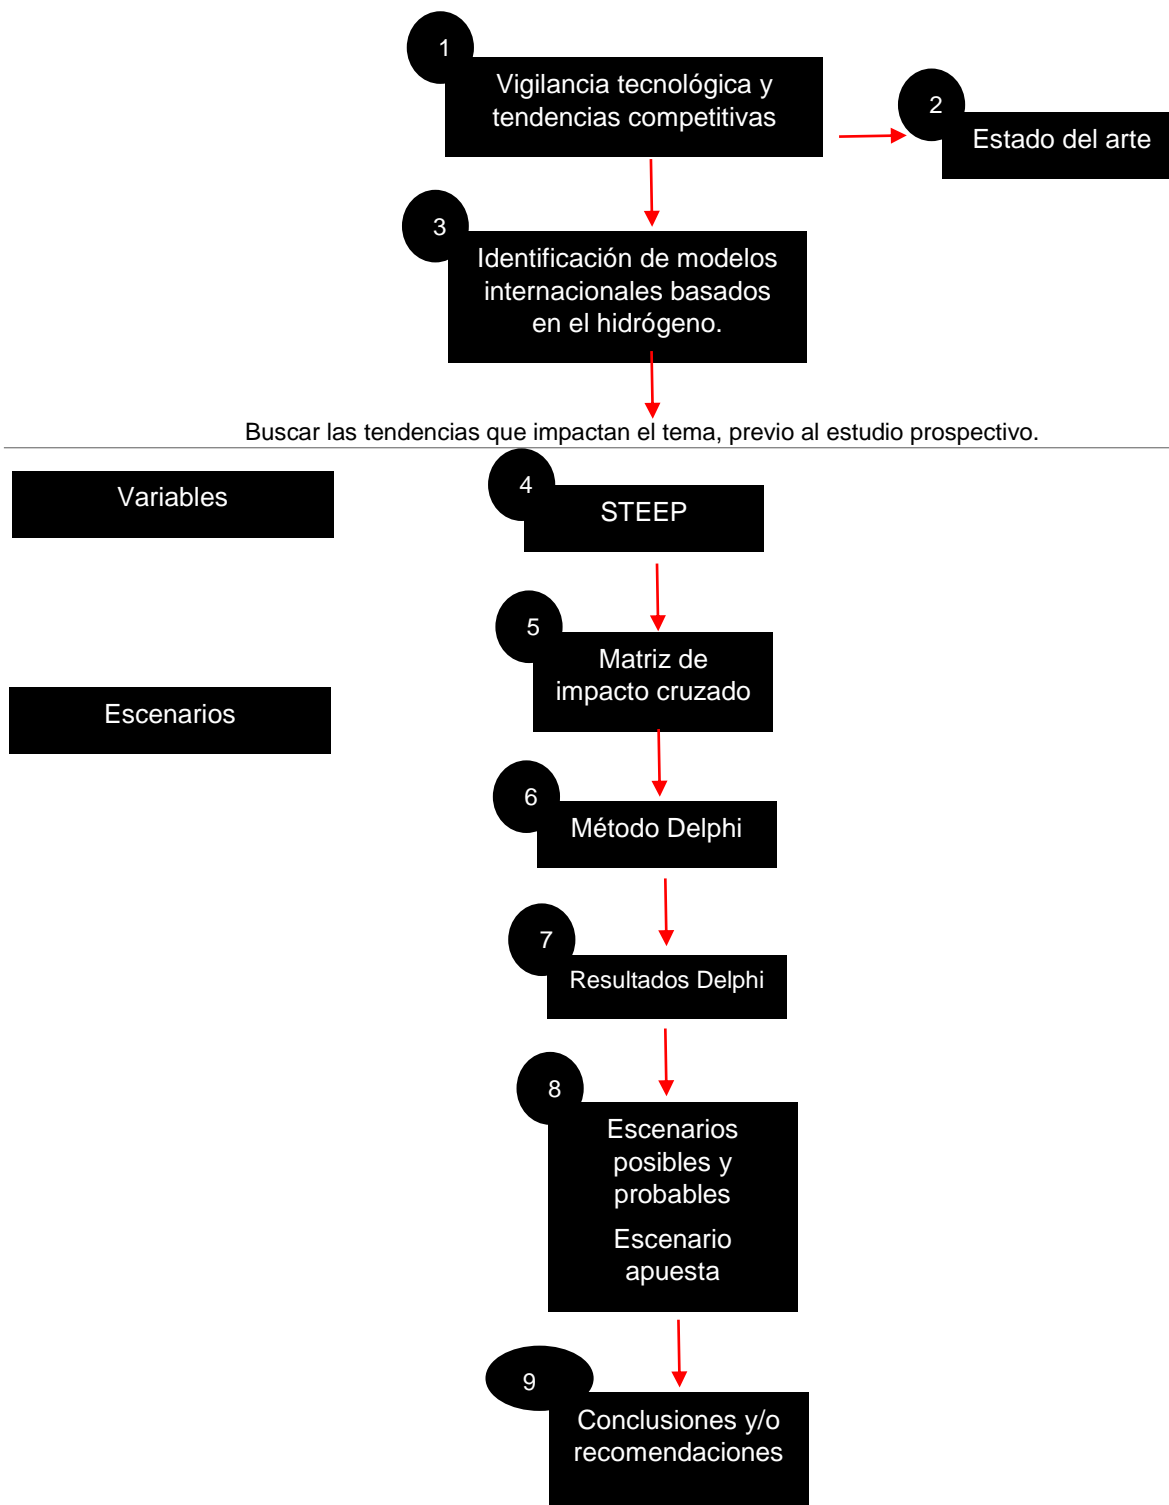 1
Vigilancia tecnológica y
tendencias competitivas
2
Estado del arte
3
Identificación de modelos
internacionales basados
en el hidrógeno.
Buscar las tendencias que impactan el tema, previo al estudio prospectivo.
Variables
4
STEEP
5
Matriz de
impacto cruzado
Escenarios
6
Método Delphi
7
Resultados Delphi
8
Escenarios
posibles y
probables
Escenario
apuesta
9
Conclusiones y/o
recomendaciones